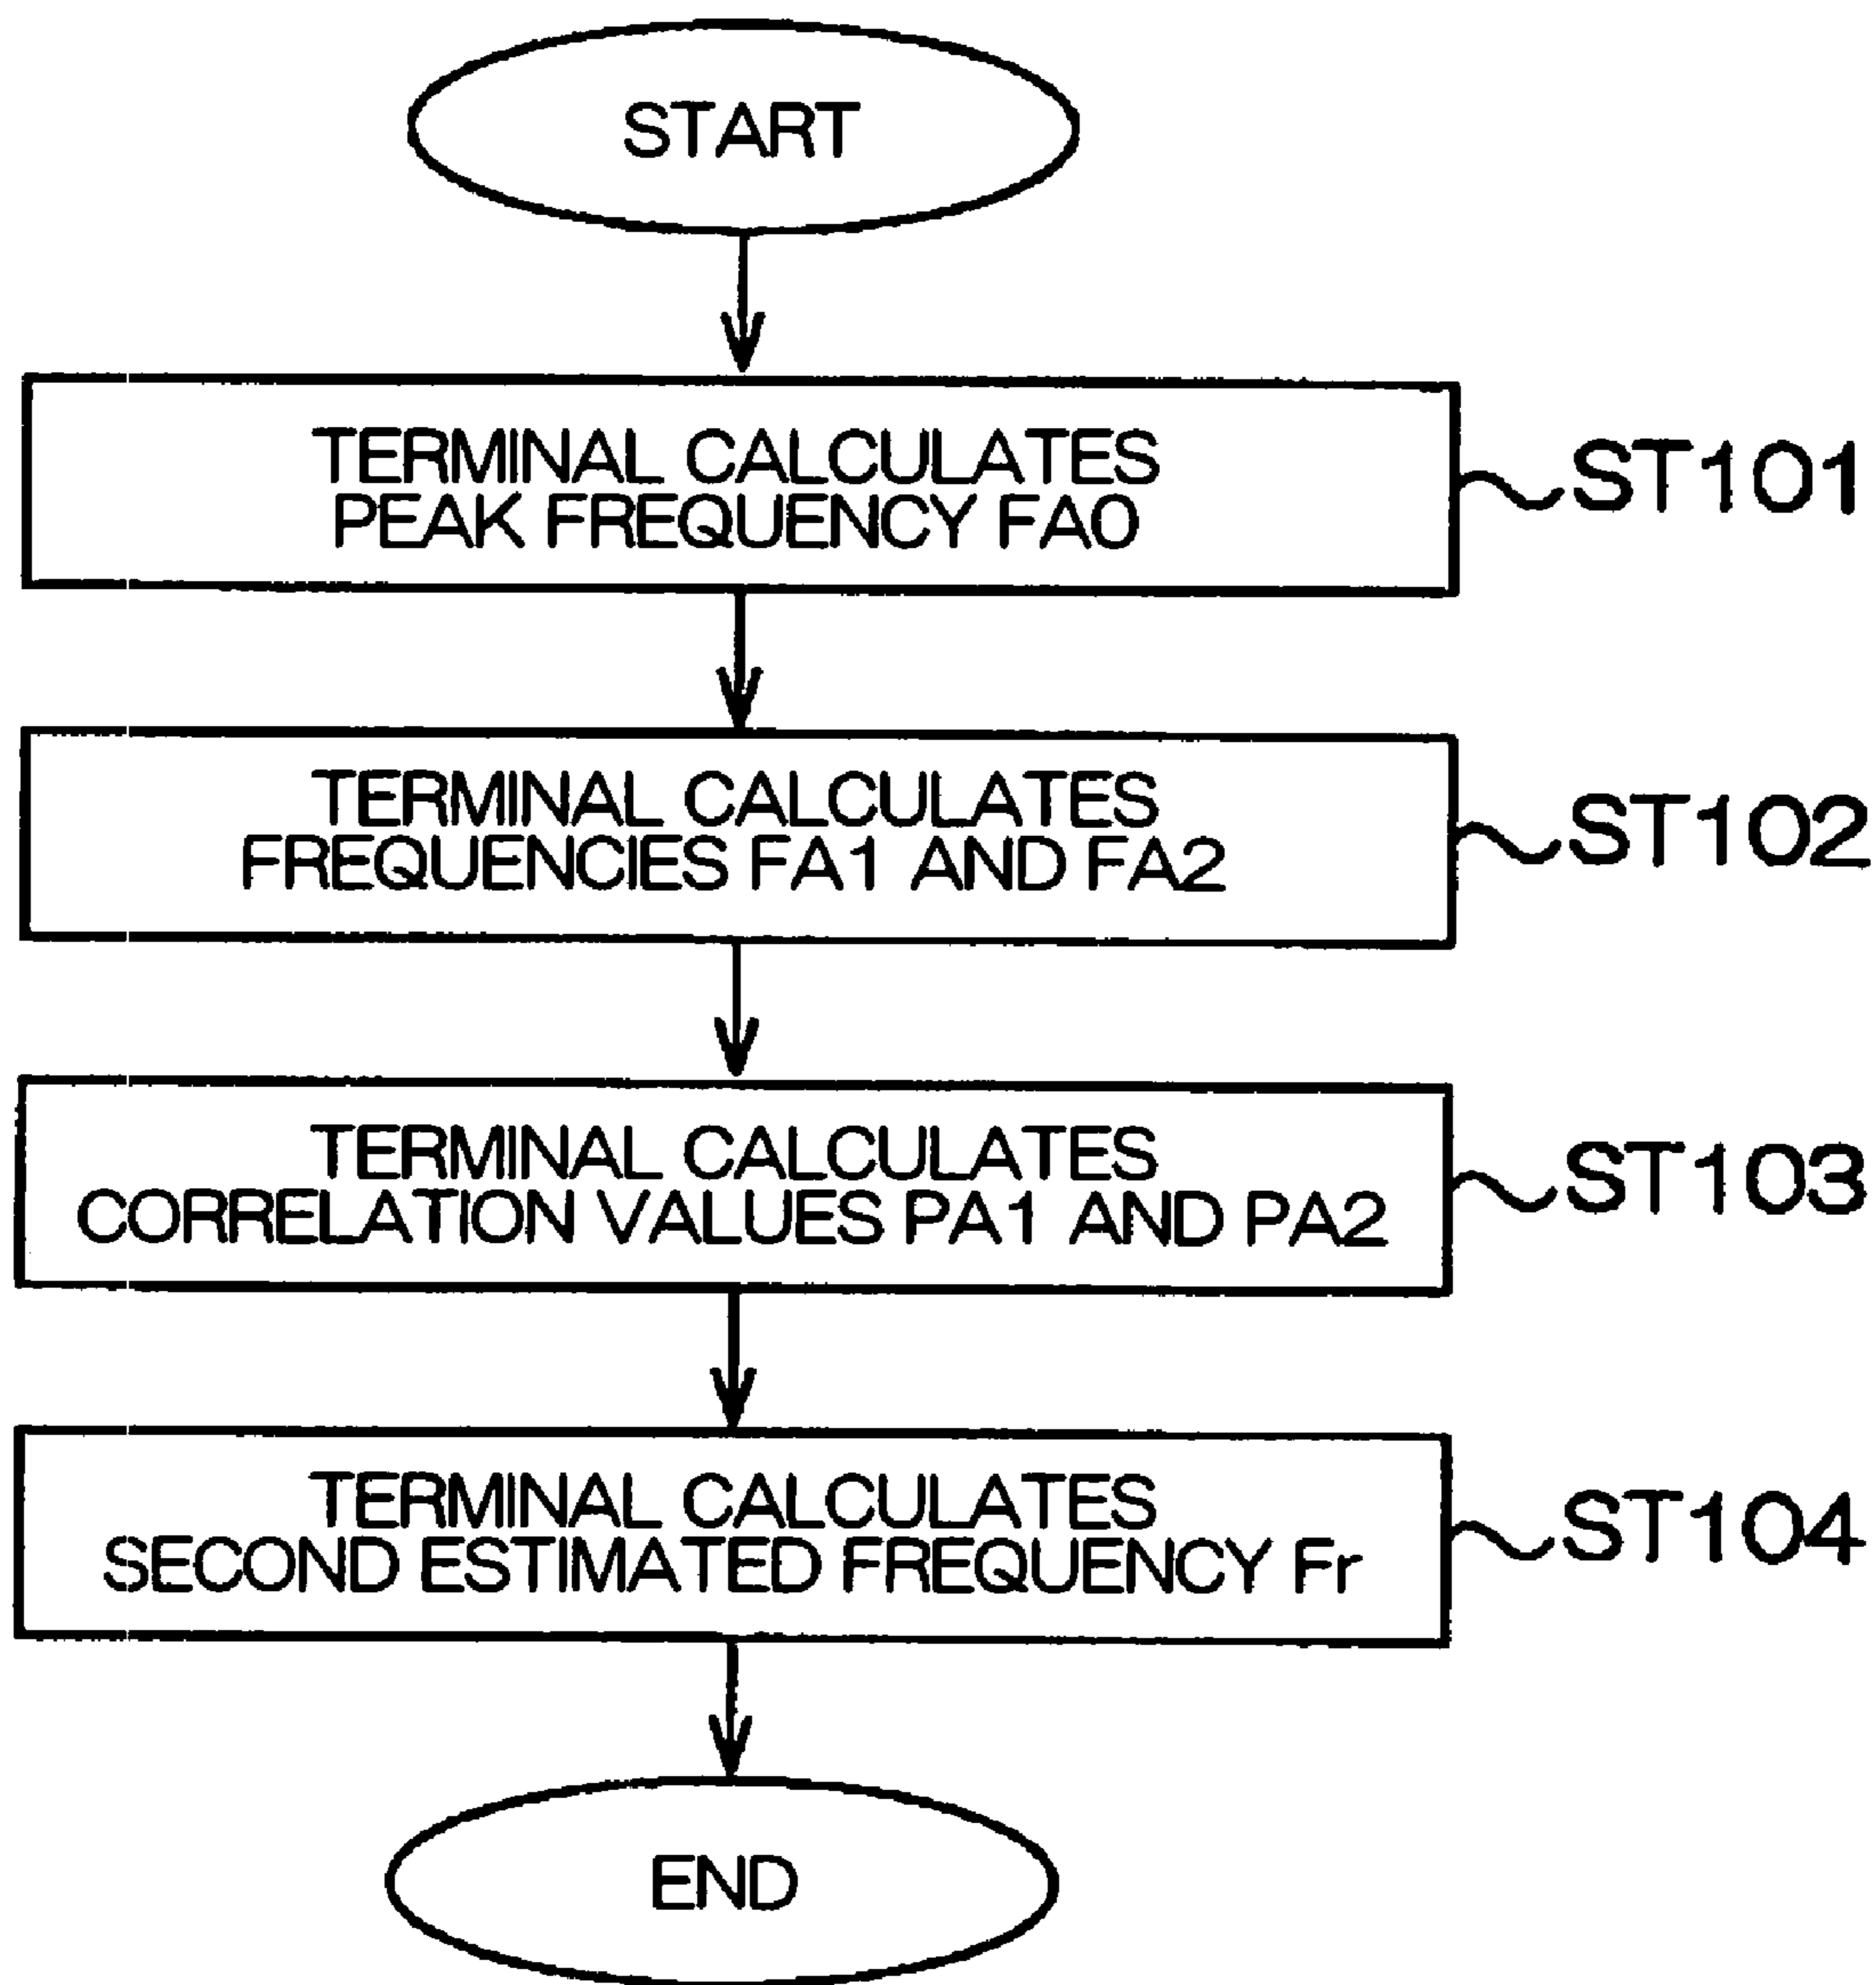 START
TERMINAL CALCULATES
PEAK FREQUENCY FA0
ST101
TERMINAL CALCULATES
FREQUENCIES FA1 AND FA2
ST102
TERMINAL CALCULATES
CORRELATION VALUES PA1 AND PA2
ST103
TERMINAL CALCULATES
SECOND ESTIMATED FREQUENCY Fr
ST104
END